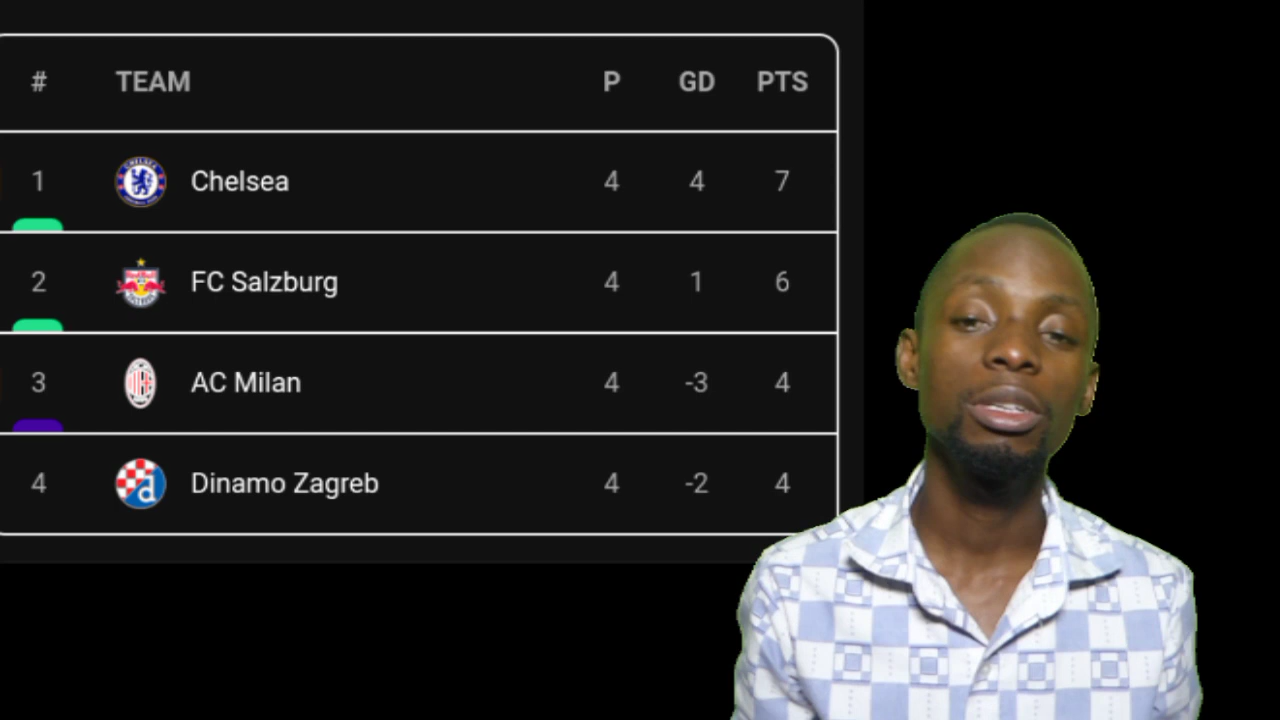 # TEAM P GD PTS
1 Chelsea 4 4 7
2 FC Salzburg 4 1 6
3 AC Milan 4 -3 4
4 Dinamo Zagreb 4 -2 4